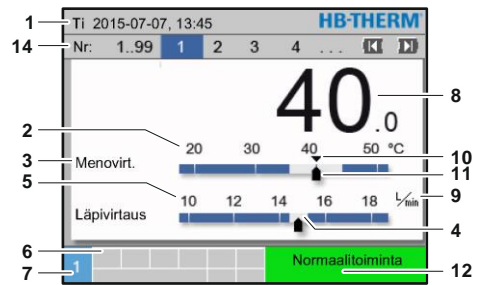 1 Ti 2015-07-07, 13:45 HB-THERM
14 Nr: 1..99 1 2 3 4 ...
40.0 8
2 20 30 40 50 °C 10
3 Menovirt. 11
5 10 12 14 16 18 L/min 9
Läpivirtaus 4
6
7 1 Normaalitoiminta 12